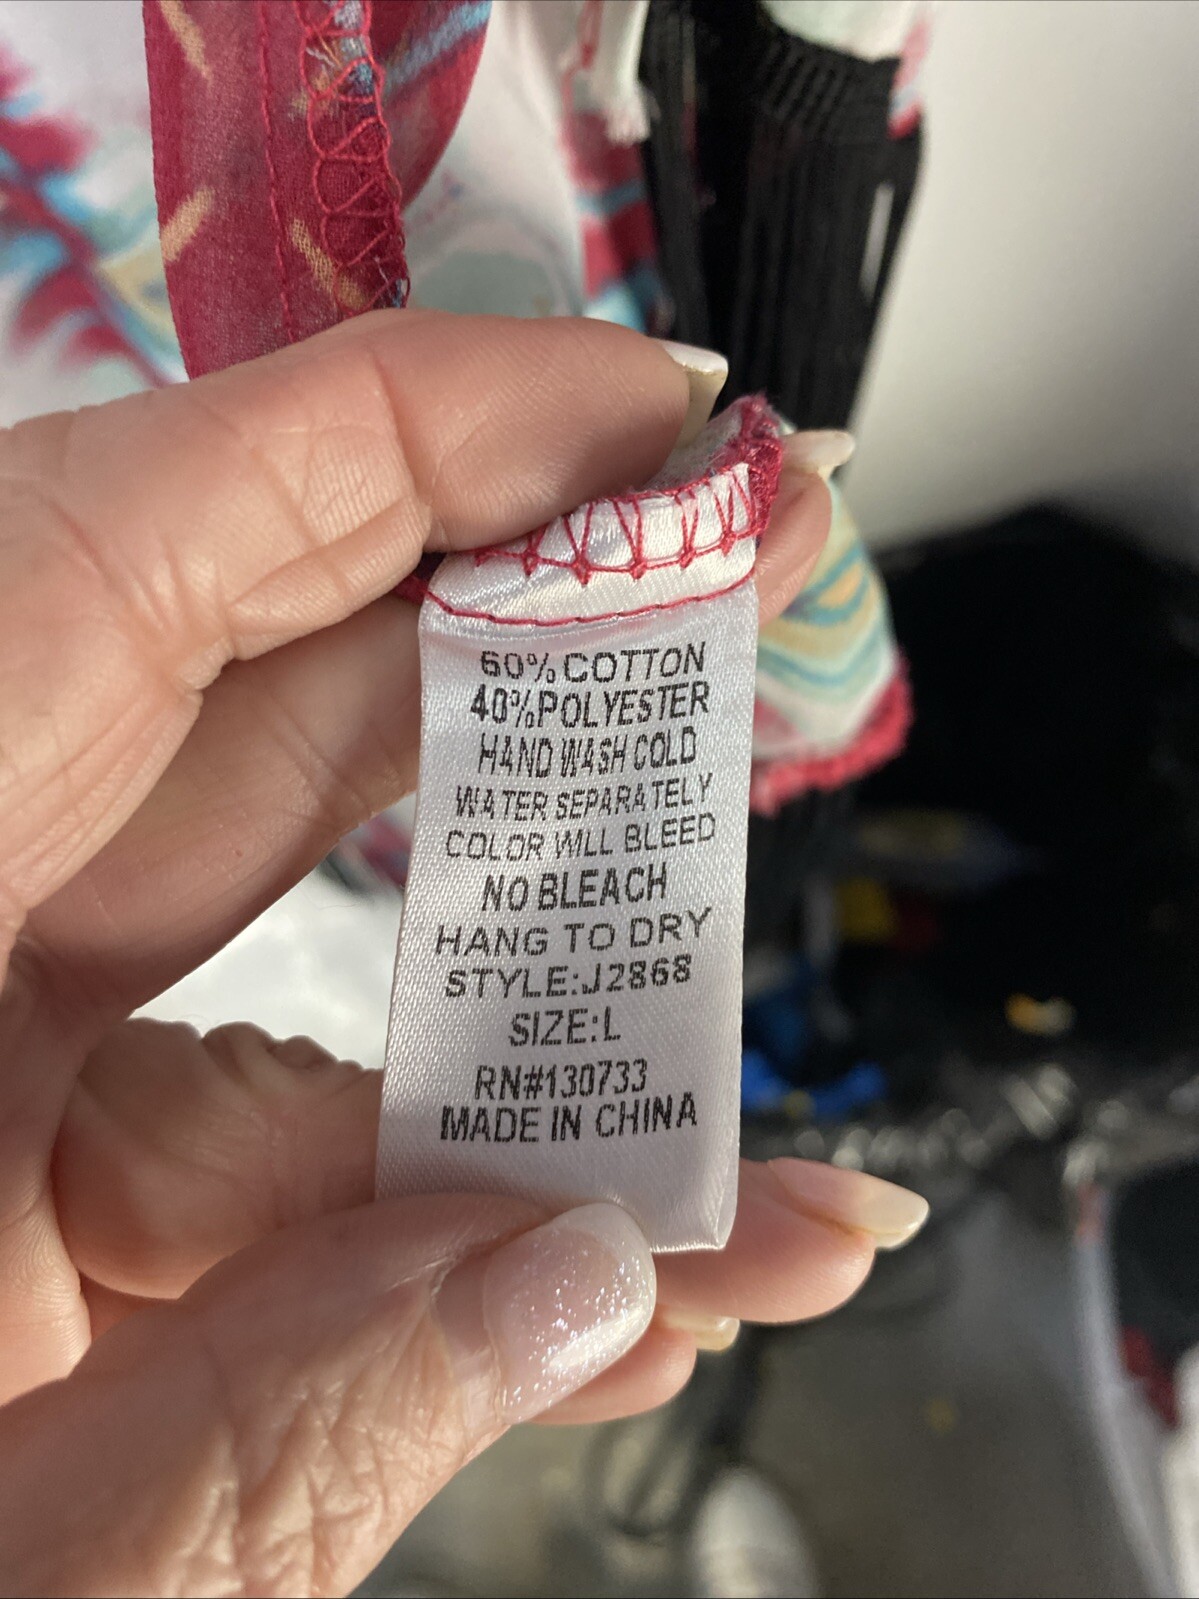 60% COTTON
40%POLYESTER
HAND WASH COLD
WATER SEPARATELY
COLOR WILL BLEED
NO BLEACH
HANG TO DRY
STYLE:J2868
SIZE:L
RN#130733
MADE IN CHINA